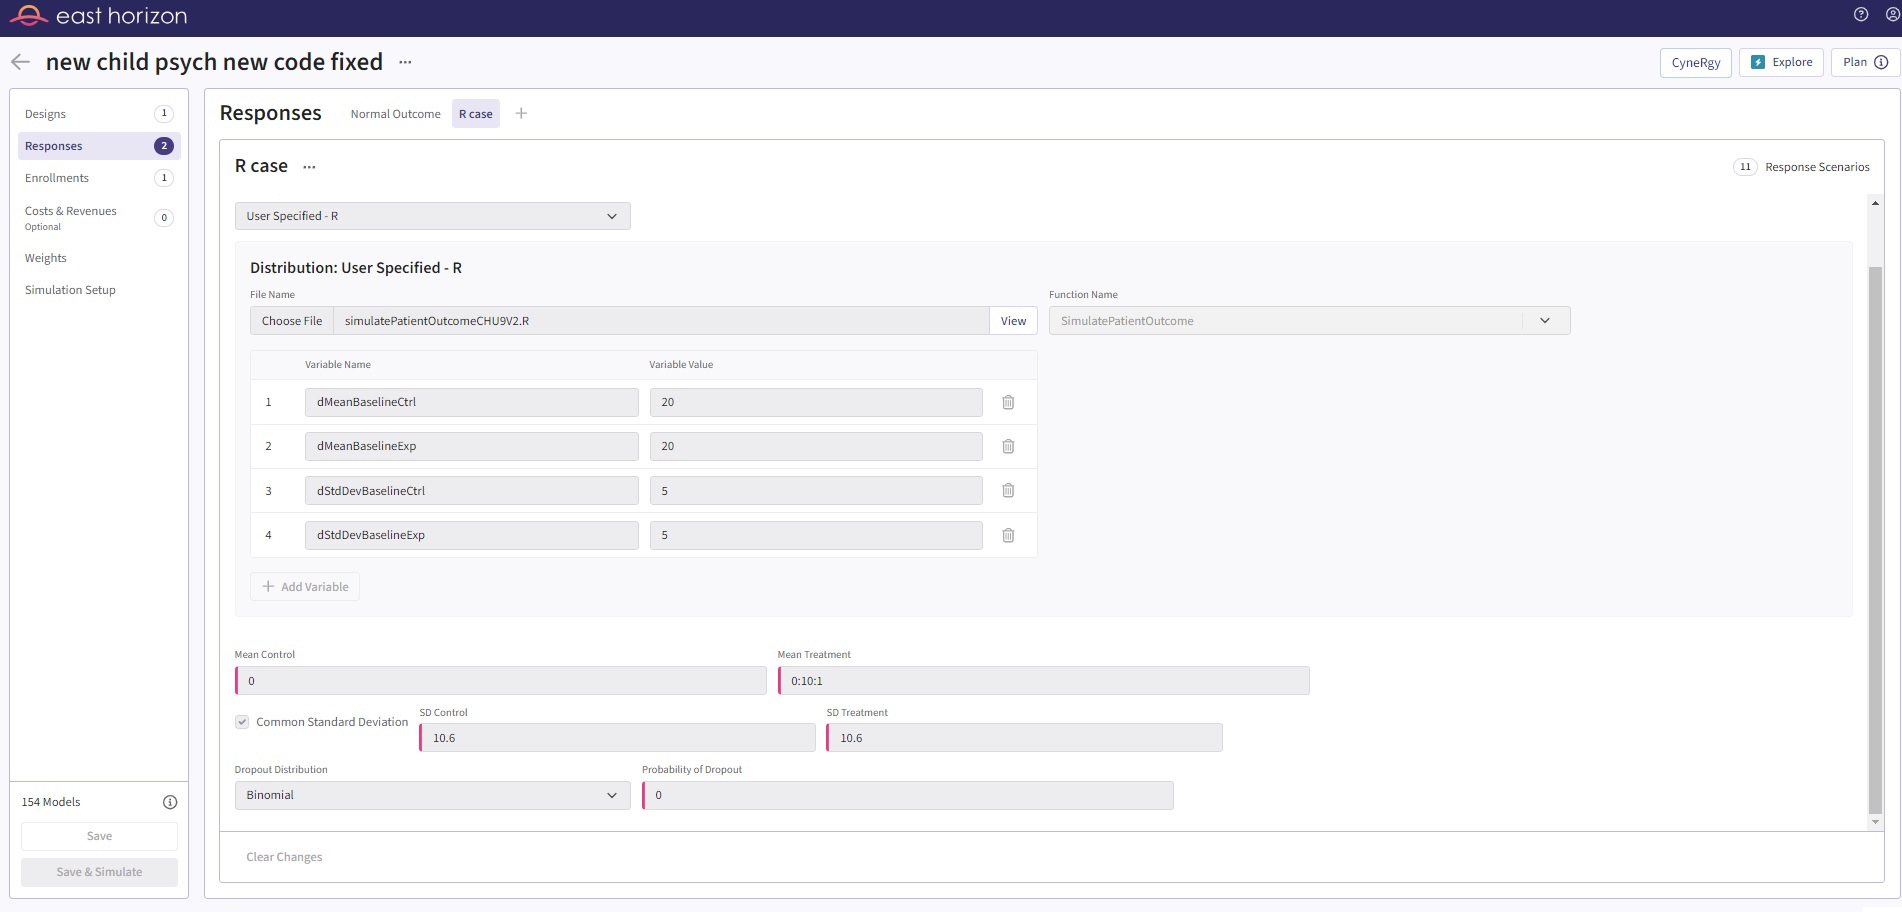 east horizon
new child psych new code fixed ...
CyneRgy
Explore
Plan
Designs 1
Responses 2
Enrollments 1
Costs & Revenues 0
Optional
Weights
Simulation Setup
154 Models
Save
Save & Simulate
Responses Normal Outcome R case +
R case ...
11 Response Scenarios
User Specified - R
Distribution: User Specified - R
File Name
Choose File simulatePatientOutcomeCHU9V2.R View
Function Name
SimulatePatientOutcome
Variable Name Variable Value
1 dMeanBaselineCtrl 20
2 dMeanBaselineExp 20
3 dStdDevBaselineCtrl 5
4 dStdDevBaselineExp 5
+ Add Variable
Mean Control
0
Mean Treatment
0:10:1
Common Standard Deviation
SD Control
10.6
SD Treatment
10.6
Dropout Distribution
Binomial
Probability of Dropout
0
Clear Changes